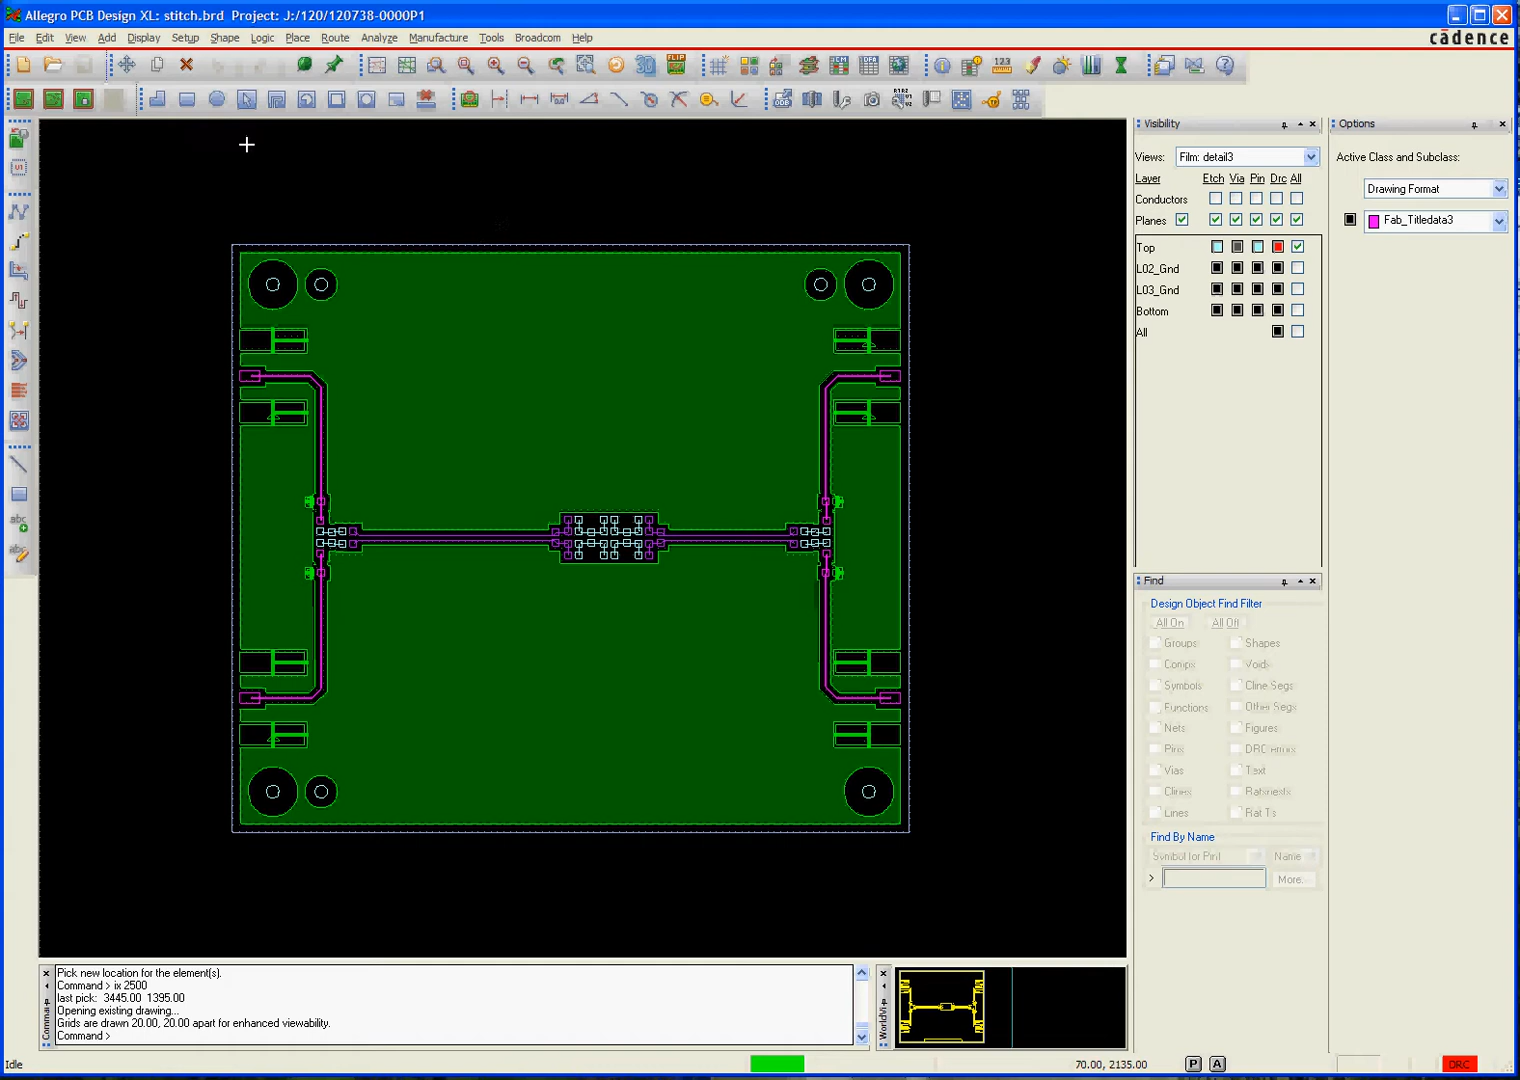 Allegro PCB Design XL: stitch.brd  Project: J:/120/120738-0000P1
File Edit View Add Display Setup Shape Logic Place Route Analyze Manufacture Tools Broadcom Help
cādence
Visibility
Options
Views: Film: detail3
Active Class and Subclass:
Layer Etch Via Pin Drc All
Drawing Format
Conductors
Planes
Fab_Titledata3
Top
L02_Gnd
L03_Gnd
Bottom
All
Find
Design Object Find Filter
All On All Off
Groups Shapes
Comps Voids
Symbols Cline Segs
Functions Other Segs
Nets Figures
Pins DRC errors
Vias Text
Clines Ratsnests
Lines Rat Ts
Find By Name
Symbol (or Pin) Name
> More...
Pick new location for the element(s).
Command > ix 2500
last pick:  3445.00  1395.00
Opening existing drawing...
Grids are drawn 20.00, 20.00 apart for enhanced viewability.
Command >
Idle
70.00, 2135.00
P A
DRC